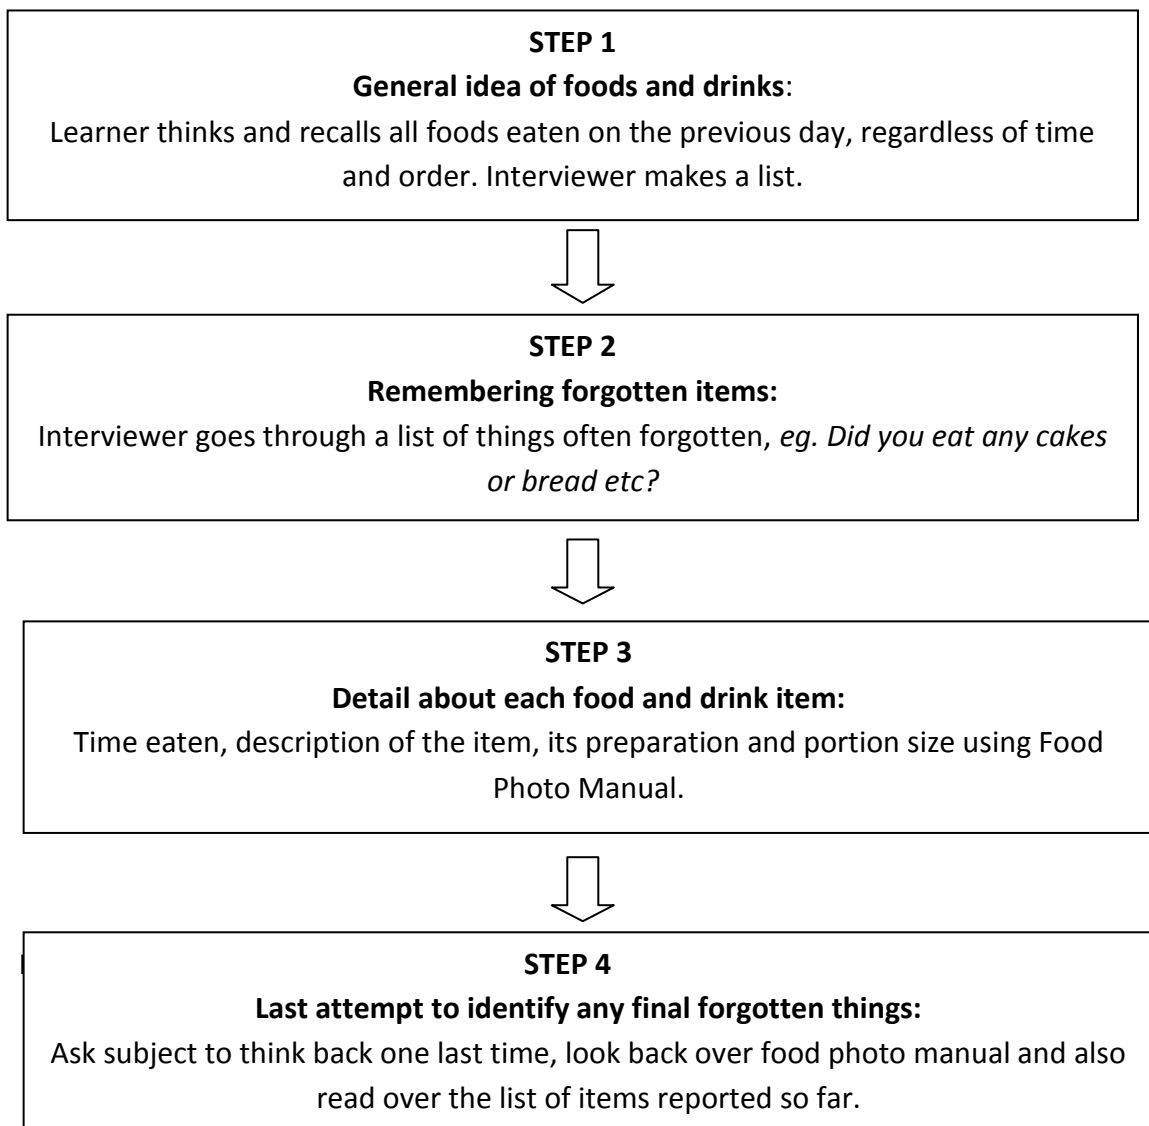 STEP 1
General idea of foods and drinks:
Learner thinks and recalls all foods eaten on the previous day, regardless of time
and order. Interviewer makes a list.
STEP 2
Remembering forgotten items:
Interviewer goes through a list of things often forgotten, eg. Did you eat any cakes
or bread etc?
STEP 3
Detail about each food and drink item:
Time eaten, description of the item, its preparation and portion size using Food
Photo Manual.
STEP 4
Last attempt to identify any final forgotten things:
Ask subject to think back one last time, look back over food photo manual and also
read over the list of items reported so far.